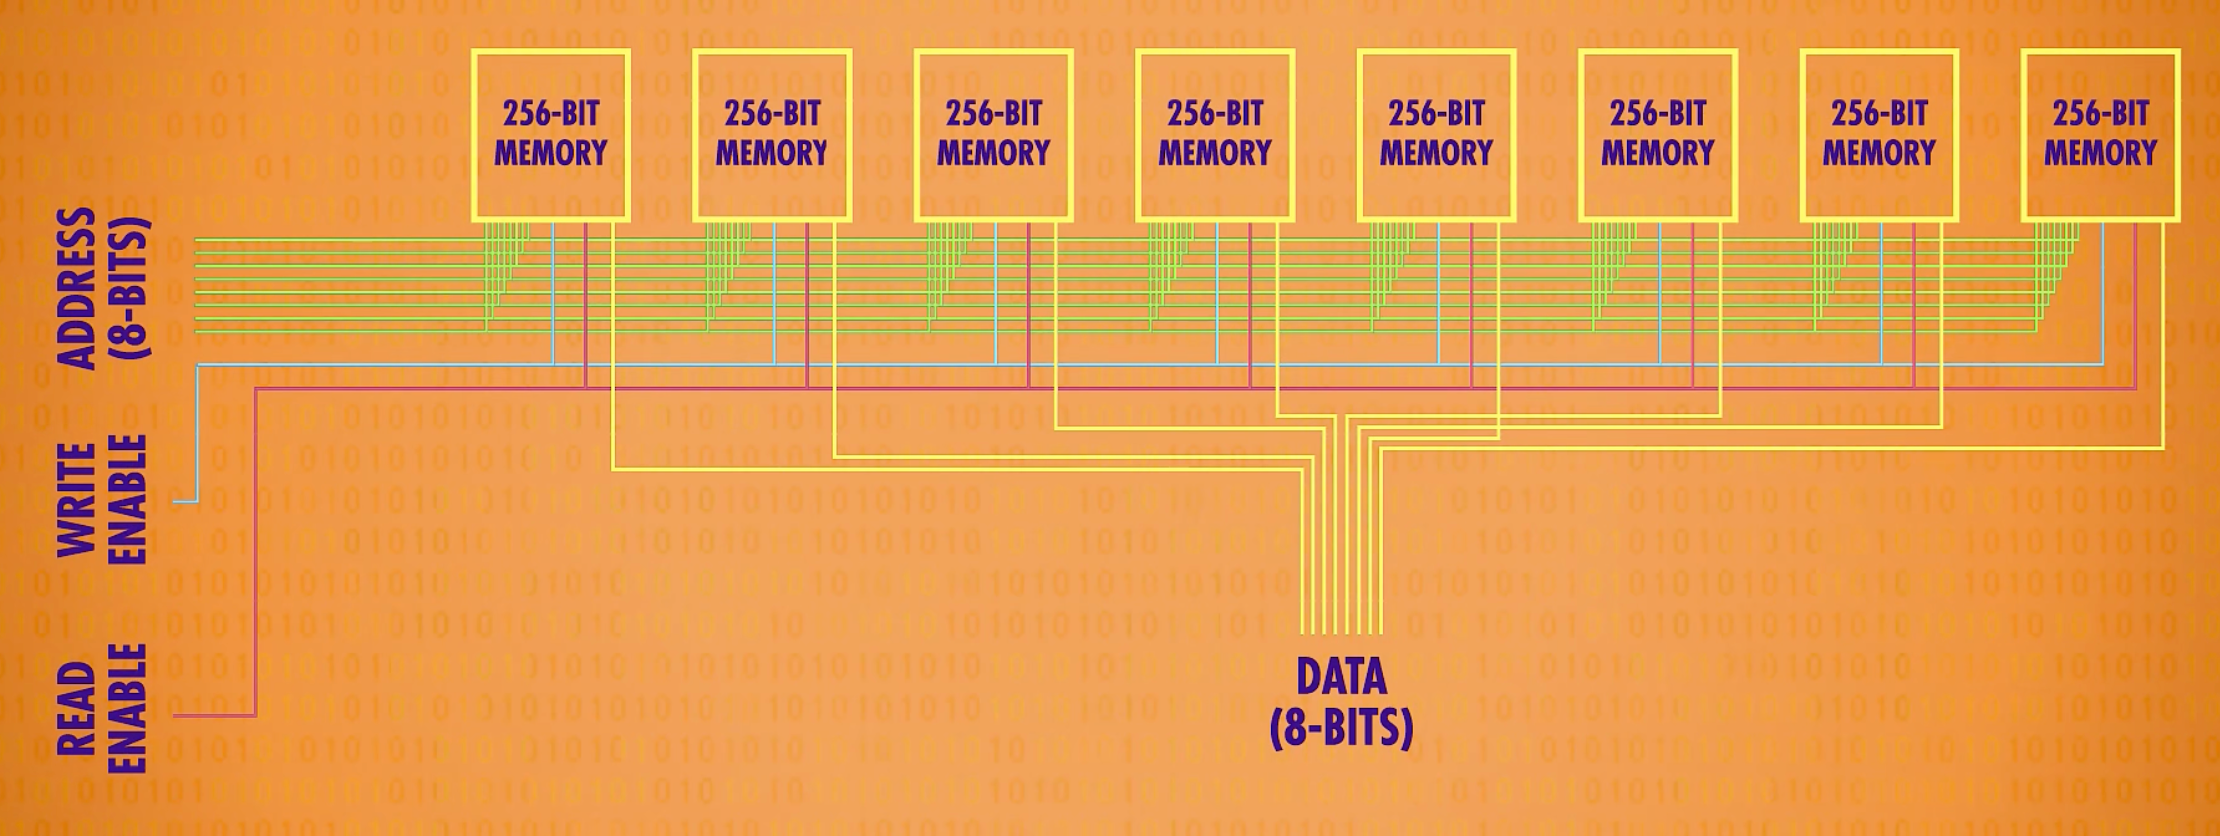 256-BIT
MEMORY
256-BIT
MEMORY
256-BIT
MEMORY
256-BIT
MEMORY
256-BIT
MEMORY
256-BIT
MEMORY
256-BIT
MEMORY
256-BIT
MEMORY
ADDRESS
(8-BITS)
WRITE
ENABLE
READ
ENABLE
DATA
(8-BITS)